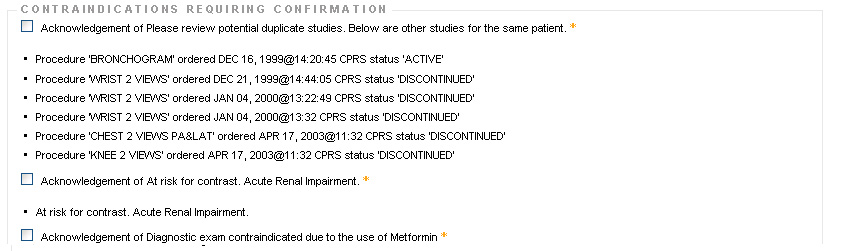 CONTRAINDICATIONS REQUIRING CONFIRMATION
Acknowledgement of Please review potential duplicate studies. Below are other studies for the same patient. *
• Procedure 'BRONCHOGRAM' ordered DEC 16, 1999@14:20:45 CPRS status 'ACTIVE'
• Procedure 'WRIST 2 VIEWS' ordered DEC 21, 1999@14:44:05 CPRS status 'DISCONTINUED'
• Procedure 'WRIST 2 VIEWS' ordered JAN 04, 2000@13:22:49 CPRS status 'DISCONTINUED'
• Procedure 'WRIST 2 VIEWS' ordered JAN 04, 2000@13:32 CPRS status 'DISCONTINUED'
• Procedure 'CHEST 2 VIEWS PA&LAT' ordered APR 17, 2003@11:32 CPRS status 'DISCONTINUED'
• Procedure 'KNEE 2 VIEWS' ordered APR 17, 2003@11:32 CPRS status 'DISCONTINUED'
Acknowledgement of At risk for contrast. Acute Renal Impairment. *
• At risk for contrast. Acute Renal Impairment.
Acknowledgement of Diagnostic exam contraindicated due to the use of Metformin *